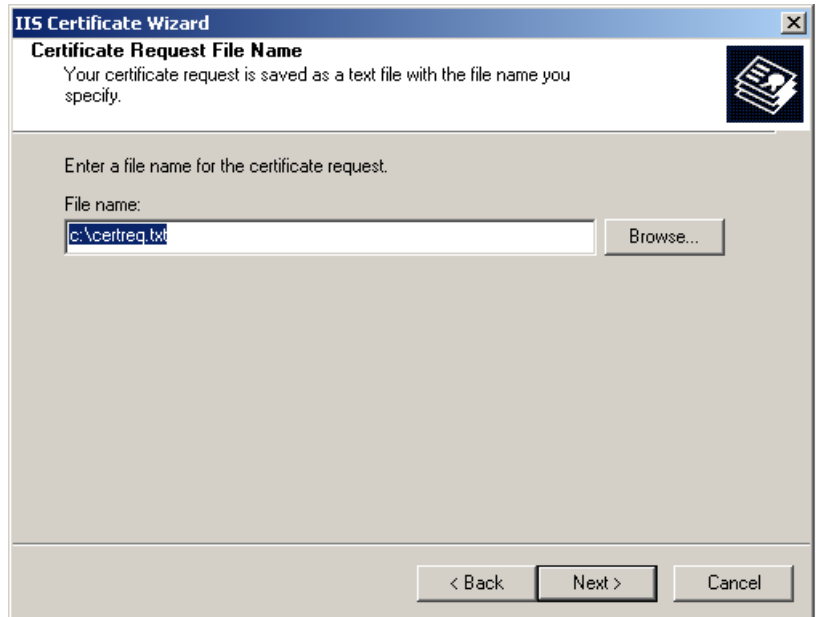 IIS Certificate Wizard
Certificate Request File Name
Your certificate request is saved as a text file with the file name you
specify.
Enter a file name for the certificate request.
File name:
c:\certreq.txt
Browse...
< Back
Next >
Cancel